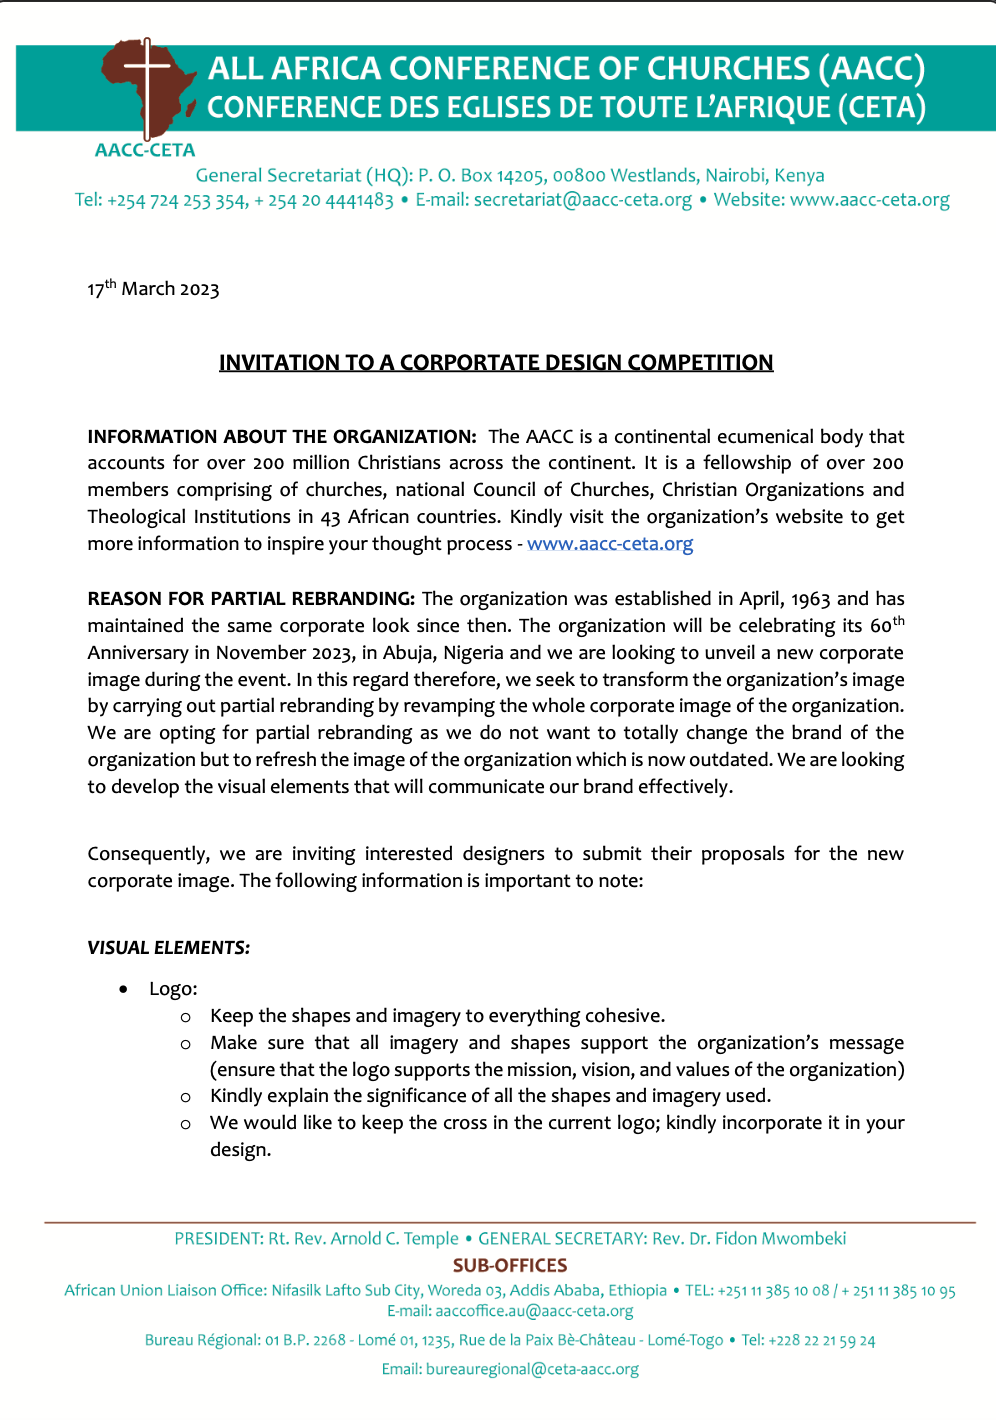 ALL AFRICA CONFERENCE OF CHURCHES (AACC)
CONFERENCE DES EGLISES DE TOUTE L'AFRIQUE (CETA)
AACC-CETA
General Secretariat (HQ): P. O. Box 14205, 00800 Westlands, Nairobi, Kenya
Tel: +254 724 253 354, + 254 20 4441483 • E-mail: secretariat@aacc-ceta.org • Website: www.aacc-ceta.org
17th March 2023
INVITATION TO A CORPORTATE DESIGN COMPETITION
INFORMATION ABOUT THE ORGANIZATION: The AACC is a continental ecumenical body that
accounts for over 200 million Christians across the continent. It is a fellowship of over 200
members comprising of churches, national Council of Churches, Christian Organizations and
Theological Institutions in 43 African countries. Kindly visit the organization's website to get
more information to inspire your thought process - www.aacc-ceta.org
REASON FOR PARTIAL REBRANDING: The organization was established in April, 1963 and has
maintained the same corporate look since then. The organization will be celebrating its 60th
Anniversary in November 2023, in Abuja, Nigeria and we are looking to unveil a new corporate
image during the event. In this regard therefore, we seek to transform the organization's image
by carrying out partial rebranding by revamping the whole corporate image of the organization.
We are opting for partial rebranding as we do not want to totally change the brand of the
organization but to refresh the image of the organization which is now outdated. We are looking
to develop the visual elements that will communicate our brand effectively.
Consequently, we are inviting interested designers to submit their proposals for the new
corporate image. The following information is important to note:
VISUAL ELEMENTS:
• Logo:
o Keep the shapes and imagery to everything cohesive.
o Make sure that all imagery and shapes support the organization's message
(ensure that the logo supports the mission, vision, and values of the organization)
o Kindly explain the significance of all the shapes and imagery used.
o We would like to keep the cross in the current logo; kindly incorporate it in your
design.
PRESIDENT: Rt. Rev. Arnold C. Temple • GENERAL SECRETARY: Rev. Dr. Fidon Mwombeki
SUB-OFFICES
African Union Liaison Office: Nifasilk Lafto Sub City, Woreda 03, Addis Ababa, Ethiopia • TEL: +251 11 385 10 08 / + 251 11 385 10 95
E-mail: aaccoffice.au@aacc-ceta.org
Bureau Régional: 01 B.P. 2268 - Lomé 01, 1235, Rue de la Paix Bè-Château - Lomé-Togo • Tel: +228 22 21 59 24
Email: bureauregional@ceta-aacc.org